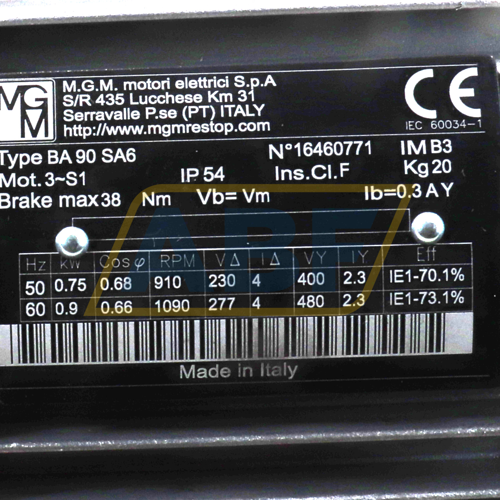 MGM
M.G.M. motori elettrici S.p.A
S/R 435 Lucchese Km 31
Serravalle P.se (PT) ITALY
http://www.mgmrestop.com
CE
IEC 60034-1
Type BA 90 SA6 N°16460771 IM B3
Mot. 3~S1 IP 54 Ins.Cl.F Kg 20
Brake max 38 Nm Vb= Vm Ib=0.3 A Y
ABF
Hz kW Cosφ RPM VΔ IΔ VY IY Eff
50 0.75 0.68 910 230 4 400 2.3 IE1-70.1%
60 0.9 0.66 1090 277 4 480 2.3 IE1-73.1%
Made in Italy